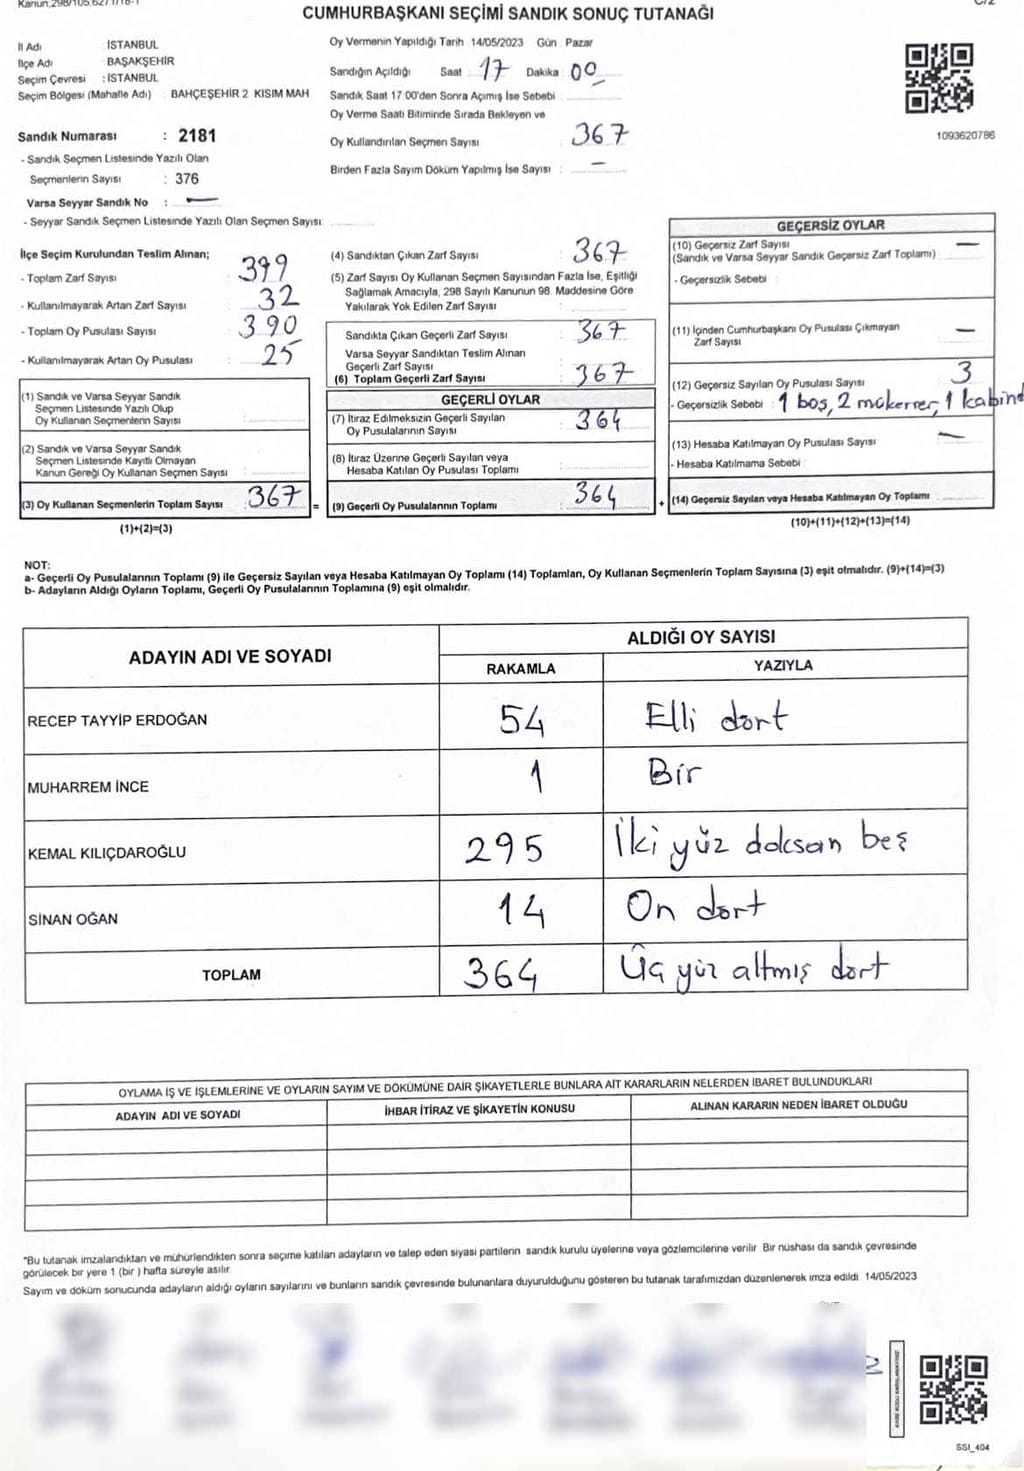 Kanun,298/105,
CUMHURBAŞKANI SEÇİMİ SANDIK SONUÇ TUTANAĞI
İl Adı : İSTANBUL
İlçe Adı : BAŞAKŞEHİR
Seçim Çevresi : İSTANBUL
Seçim Bölgesi (Mahalle Adı) : BAHÇEŞEHİR 2. KISIM MAH
Sandık Numarası : 2181
- Sandık Seçmen Listesinde Yazılı Olan
Seçmenlerin Sayısı : 376
Varsa Seyyar Sandık No : —
- Seyyar Sandık Seçmen Listesinde Yazılı Olan Seçmen Sayısı:
Oy Vermenin Yapıldığı Tarih 14/05/2023 Gün : Pazar
Sandığın Açıldığı Saat 17 Dakika 00
Sandık Saat 17:00'den Sonra Açımış İse Sebebi :
Oy Verme Saati Bitiminde Sırada Bekleyen ve
Oy Kullandırılan Seçmen Sayısı : 367
Birden Fazla Sayım Döküm Yapılmış İse Sayısı : —
1093620786
İlçe Seçim Kurulundan Teslim Alınan;
- Toplam Zarf Sayısı : 399
- Kullanılmayarak Artan Zarf Sayısı : 32
- Toplam Oy Pusulası Sayısı : 390
- Kullanılmayarak Artan Oy Pusulası : 25
(1) Sandık ve Varsa Seyyar Sandık
Seçmen Listesinde Yazılı Olup
Oy Kullanan Seçmenlerin Sayısı :
(2) Sandık ve Varsa Seyyar Sandık
Seçmen Listesinde Kayıtlı Olmayan
Kanun Gereği Oy Kullanan Seçmen Sayısı :
(3) Oy Kullanan Seçmenlerin Toplam Sayısı : 367 =
(1)+(2)=(3)
(4) Sandıktan Çıkan Zarf Sayısı : 367
(5) Zarf Sayısı Oy Kullanan Seçmen Sayısından Fazla İse, Eşitliği
Sağlamak Amacıyla, 298 Sayılı Kanunun 98. Maddesine Göre
Yakılarak Yok Edilen Zarf Sayısı :
Sandıkta Çıkan Geçerli Zarf Sayısı : 367
Varsa Seyyar Sandıktan Teslim Alınan
Geçerli Zarf Sayısı :
(6) Toplam Geçerli Zarf Sayısı : 367
GEÇERLİ OYLAR
(7) İtiraz Edilmeksizin Geçerli Sayılan
Oy Pusulalarının Sayısı : 364
(8) İtiraz Üzerine Geçerli Sayılan veya
Hesaba Katılan Oy Pusulası Toplamı :
(9) Geçerli Oy Pusulalarının Toplamı : 364 +
GEÇERSİZ OYLAR
(10) Geçersiz Zarf Sayısı —
(Sandık ve Varsa Seyyar Sandık Geçersiz Zarf Toplamı) :
- Geçersizlik Sebebi :
(11) İçinden Cumhurbaşkanı Oy Pusulası Çıkmayan
Zarf Sayısı : —
(12) Geçersiz Sayılan Oy Pusulası Sayısı : 3
- Geçersizlik Sebebi : 1 boş, 2 mükerrer, 1 kabind
(13) Hesaba Katılmayan Oy Pusulası Sayısı : —
- Hesaba Katılmama Sebebi :
(14) Geçersiz Sayılan veya Hesaba Katılmayan Oy Toplamı :
(10)+(11)+(12)+(13)=(14)
NOT:
a- Geçerli Oy Pusulalarının Toplamı (9) ile Geçersiz Sayılan veya Hesaba Katılmayan Oy Toplamı (14) Toplamları, Oy Kullanan Seçmenlerin Toplam Sayısına (3) eşit olmalıdır. (9)+(14)=(3)
b- Adayların Aldığı Oyların Toplamı, Geçerli Oy Pusulalarının Toplamına (9) eşit olmalıdır.
ADAYIN ADI VE SOYADI
ALDIĞI OY SAYISI
RAKAMLA YAZIYLA
RECEP TAYYİP ERDOĞAN 54 Elli dört
MUHARREM İNCE 1 Bir
KEMAL KILIÇDAROĞLU 295 İki yüz doksan beş
SİNAN OĞAN 14 On dört
TOPLAM 364 Üç yüz altmış dört
OYLAMA İŞ VE İŞLEMLERİNE VE OYLARIN SAYIM VE DÖKÜMÜNE DAİR ŞİKAYETLERLE BUNLARA AİT KARARLARIN NELERDEN İBARET BULUNDUKLARI
ADAYIN ADI VE SOYADI İHBAR İTİRAZ VE ŞİKAYETİN KONUSU ALINAN KARARIN NEDEN İBARET OLDUĞU
*Bu tutanak imzalandıktan ve mühürlendikten sonra seçime katılan adayların ve talep eden siyasi partilerin sandık kurulu üyelerine veya gözlemcilerine verilir. Bir nüshası da sandık çevresinde
görülecek bir yere 1 (bir ) hafta süreyle asılır.
Sayım ve döküm sonucunda adayların aldığı oyların sayılarını ve bunların sandık çevresinde bulunanlara duyurulduğunu gösteren bu tutanak tarafımızdan düzenlenerek imza edildi. 14/05/2023
SSI_404